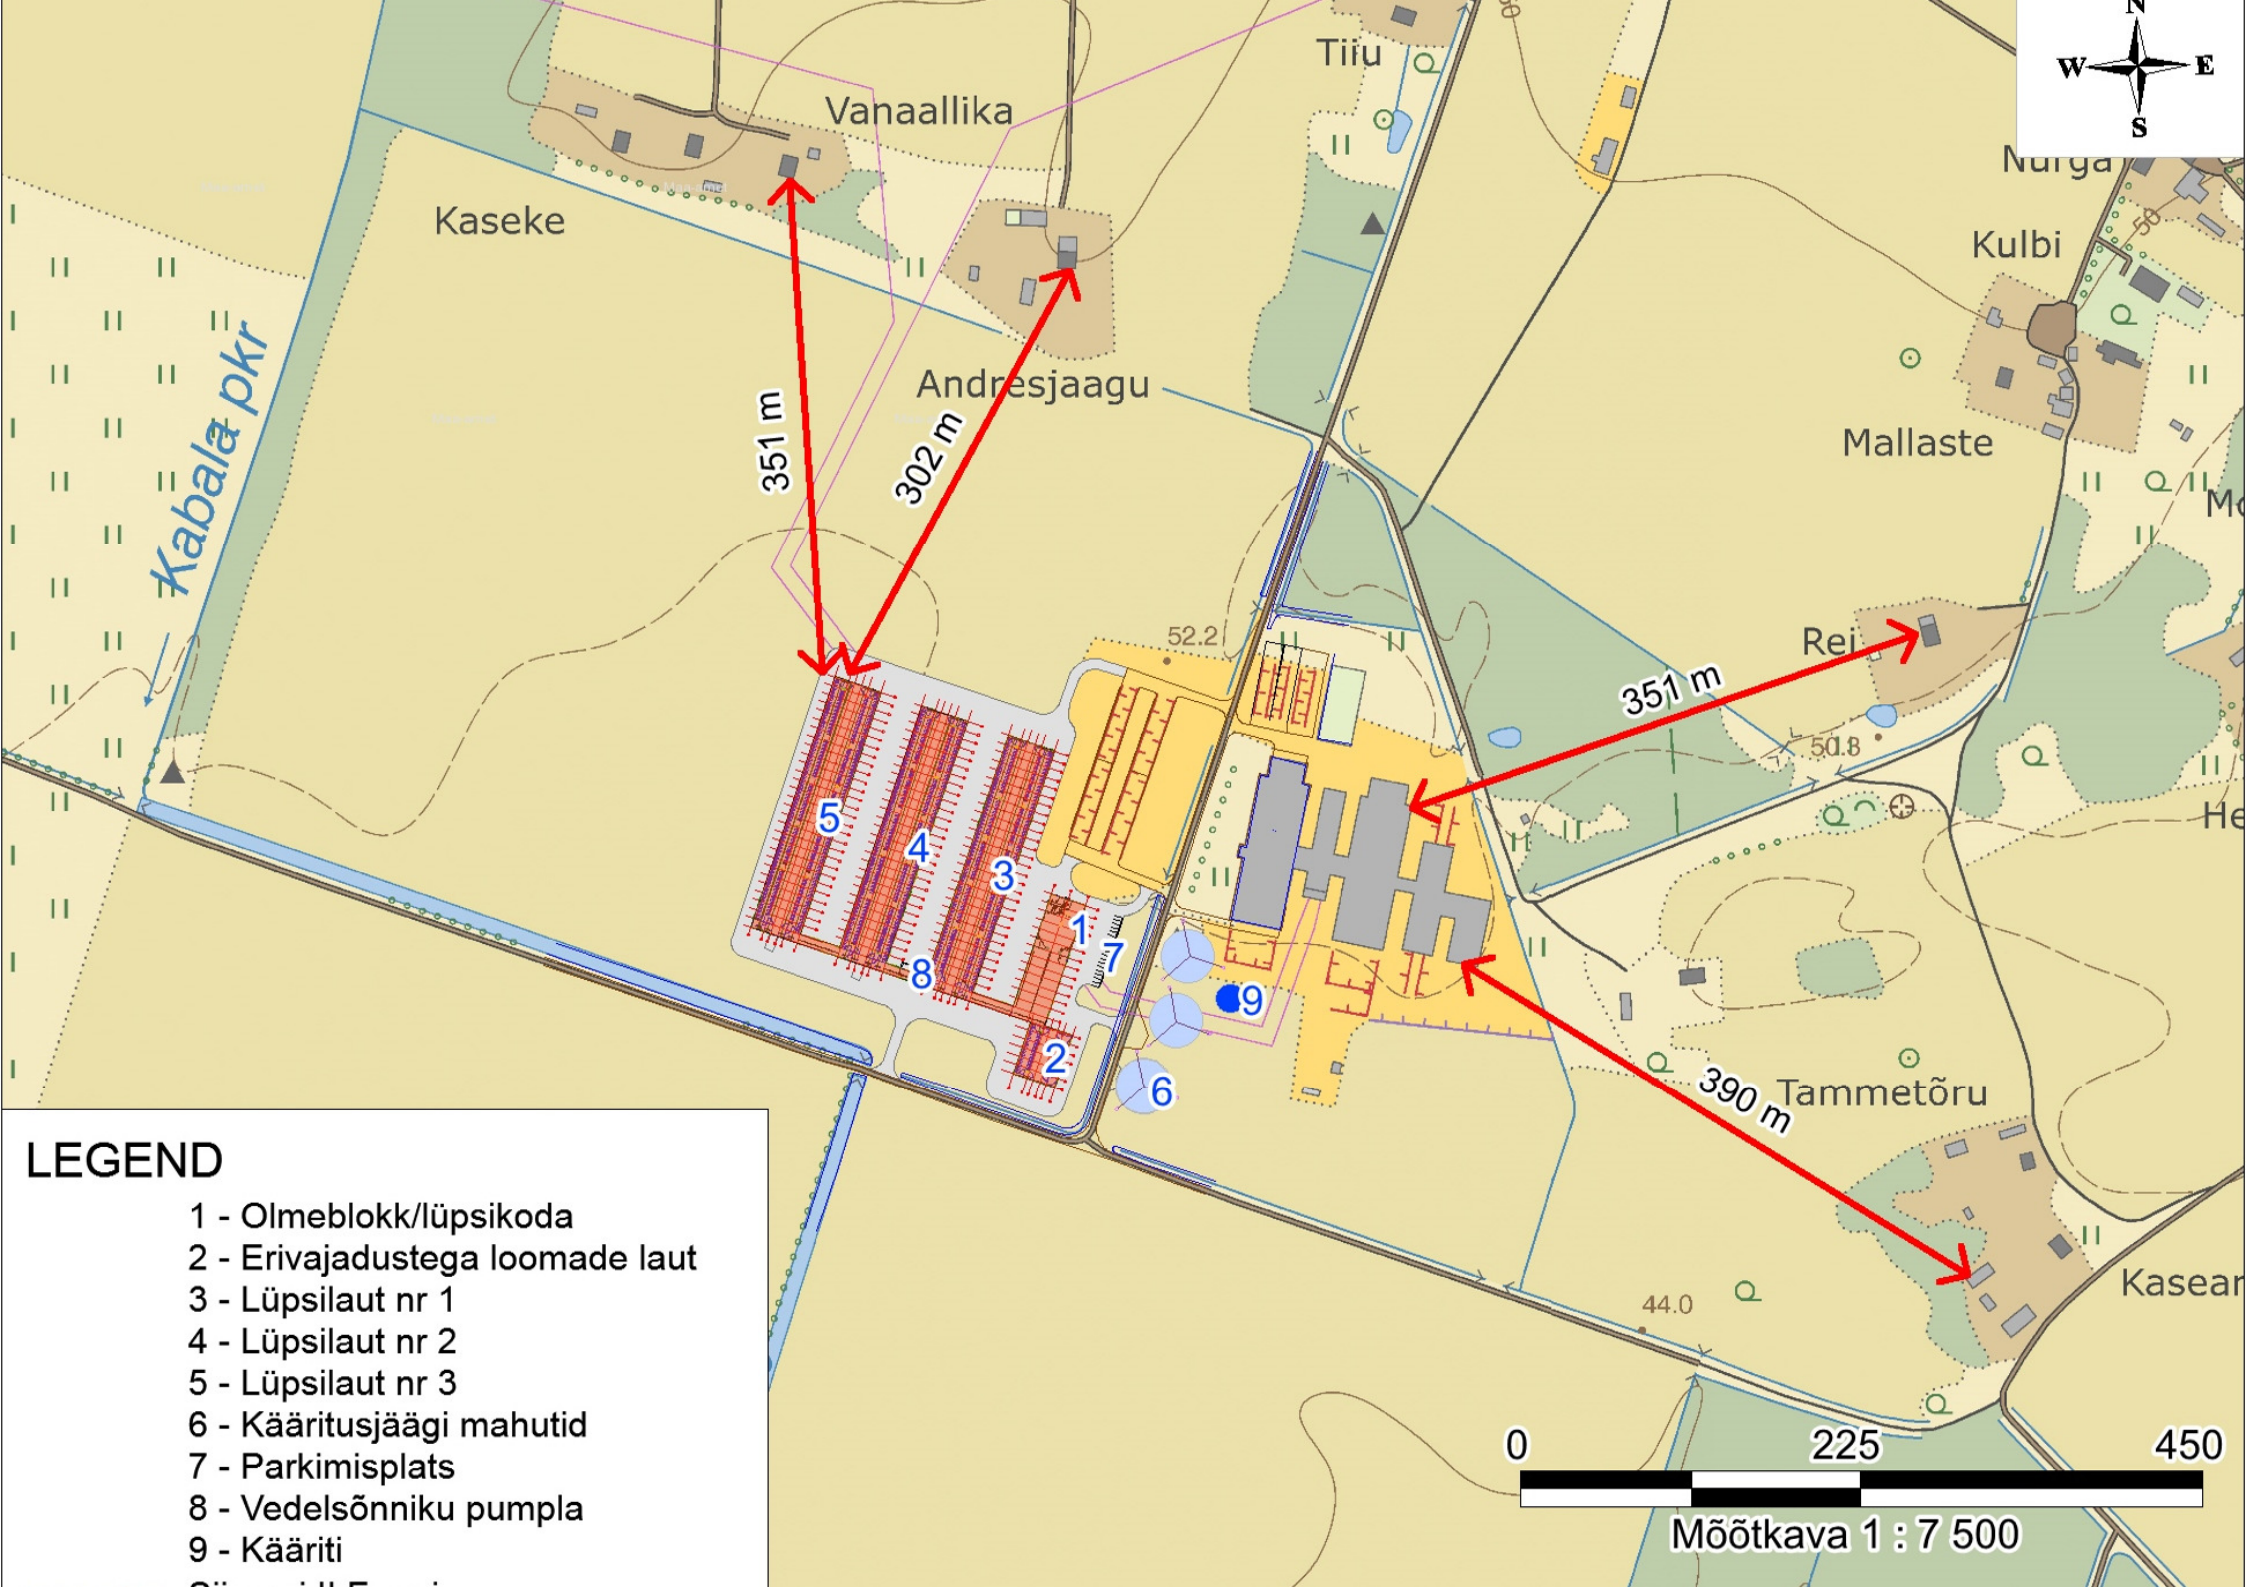 N
W E
S
Tiiu
Vanaallika
Nurga
Kaseke
50
Kulbi
Kabala pkr
Andresjaagu
351 m
302 m
Mallaste
52.2
Rei
351 m
50.3
5
4
3
1
7
8
9
2
6
Tammetõru
390 m
44.0
LEGEND
1 - Olmeblokk/lüpsikoda
2 - Erivajadustega loomade laut
3 - Lüpsilaut nr 1
4 - Lüpsilaut nr 2
5 - Lüpsilaut nr 3
6 - Kääritusjäägi mahutid
7 - Parkimisplats
8 - Vedelsõnniku pumpla
9 - Kääriti
0 225 450
Mõõtkava 1 : 7 500